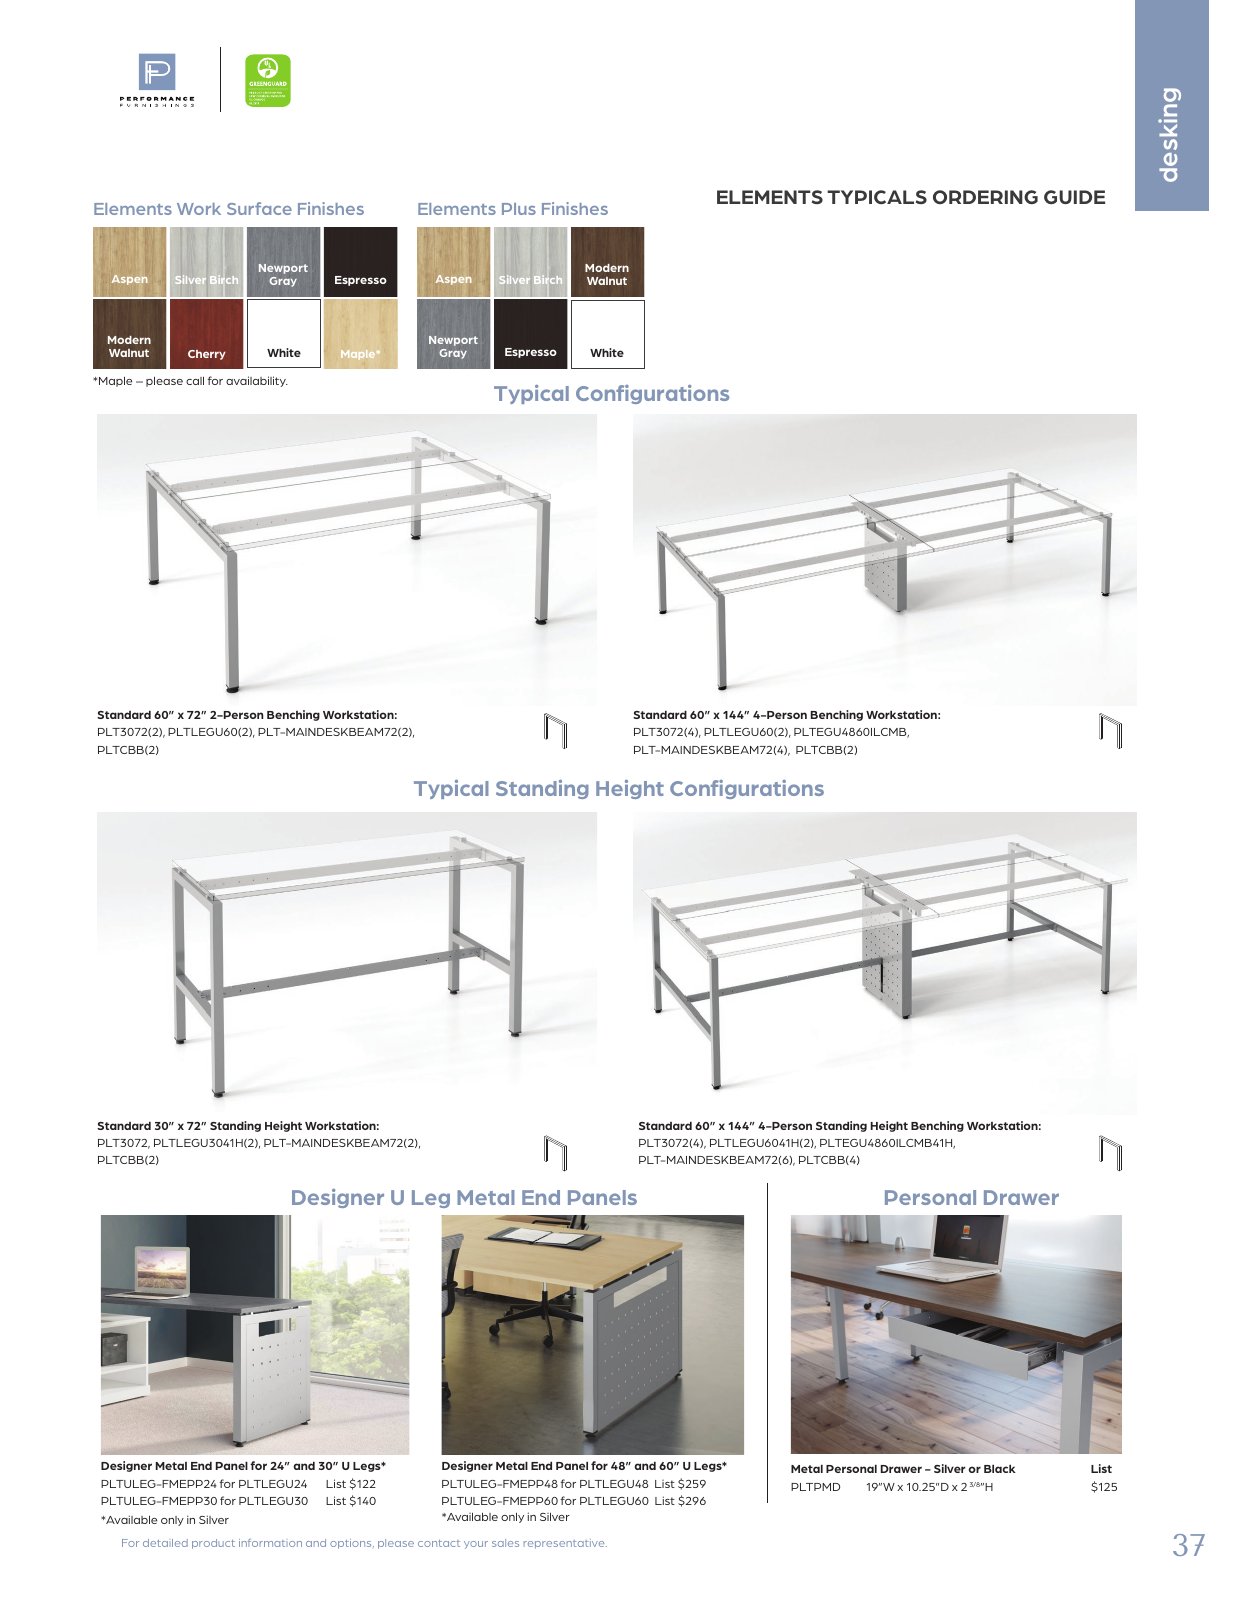 PERFORMANCE
FURNISHINGS
GREENGUARD
desking
ELEMENTS TYPICALS ORDERING GUIDE
Elements Work Surface Finishes
Aspen
Silver Birch
Newport
Gray
Espresso
Modern
Walnut
Cherry
White
Maple*
*Maple – please call for availability.
Elements Plus Finishes
Aspen
Silver Birch
Modern
Walnut
Newport
Gray
Espresso
White
Typical Configurations
Standard 60” x 72” 2-Person Benching Workstation:
PLT3072(2), PLTLEGU60(2), PLT-MAINDESKBEAM72(2),
PLTCBB(2)
Standard 60” x 144” 4-Person Benching Workstation:
PLT3072(4), PLTLEGU60(2), PLTEGU4860ILCMB,
PLT-MAINDESKBEAM72(4), PLTCBB(2)
Typical Standing Height Configurations
Standard 30” x 72” Standing Height Workstation:
PLT3072, PLTLEGU3041H(2), PLT-MAINDESKBEAM72(2),
PLTCBB(2)
Standard 60” x 144” 4-Person Standing Height Benching Workstation:
PLT3072(4), PLTLEGU6041H(2), PLTEGU4860ILCMB41H,
PLT-MAINDESKBEAM72(6), PLTCBB(4)
Designer U Leg Metal End Panels
Designer Metal End Panel for 24” and 30” U Legs*
PLTULEG-FMEPP24 for PLTLEGU24 List $122
PLTULEG-FMEPP30 for PLTLEGU30 List $140
*Available only in Silver
Designer Metal End Panel for 48” and 60” U Legs*
PLTULEG-FMEPP48 for PLTLEGU48 List $259
PLTULEG-FMEPP60 for PLTLEGU60 List $296
*Available only in Silver
Personal Drawer
Metal Personal Drawer - Silver or Black List
PLTPMD 19”W x 10.25”D x 2 3/8”H $125
For detailed product information and options, please contact your sales representative.
37